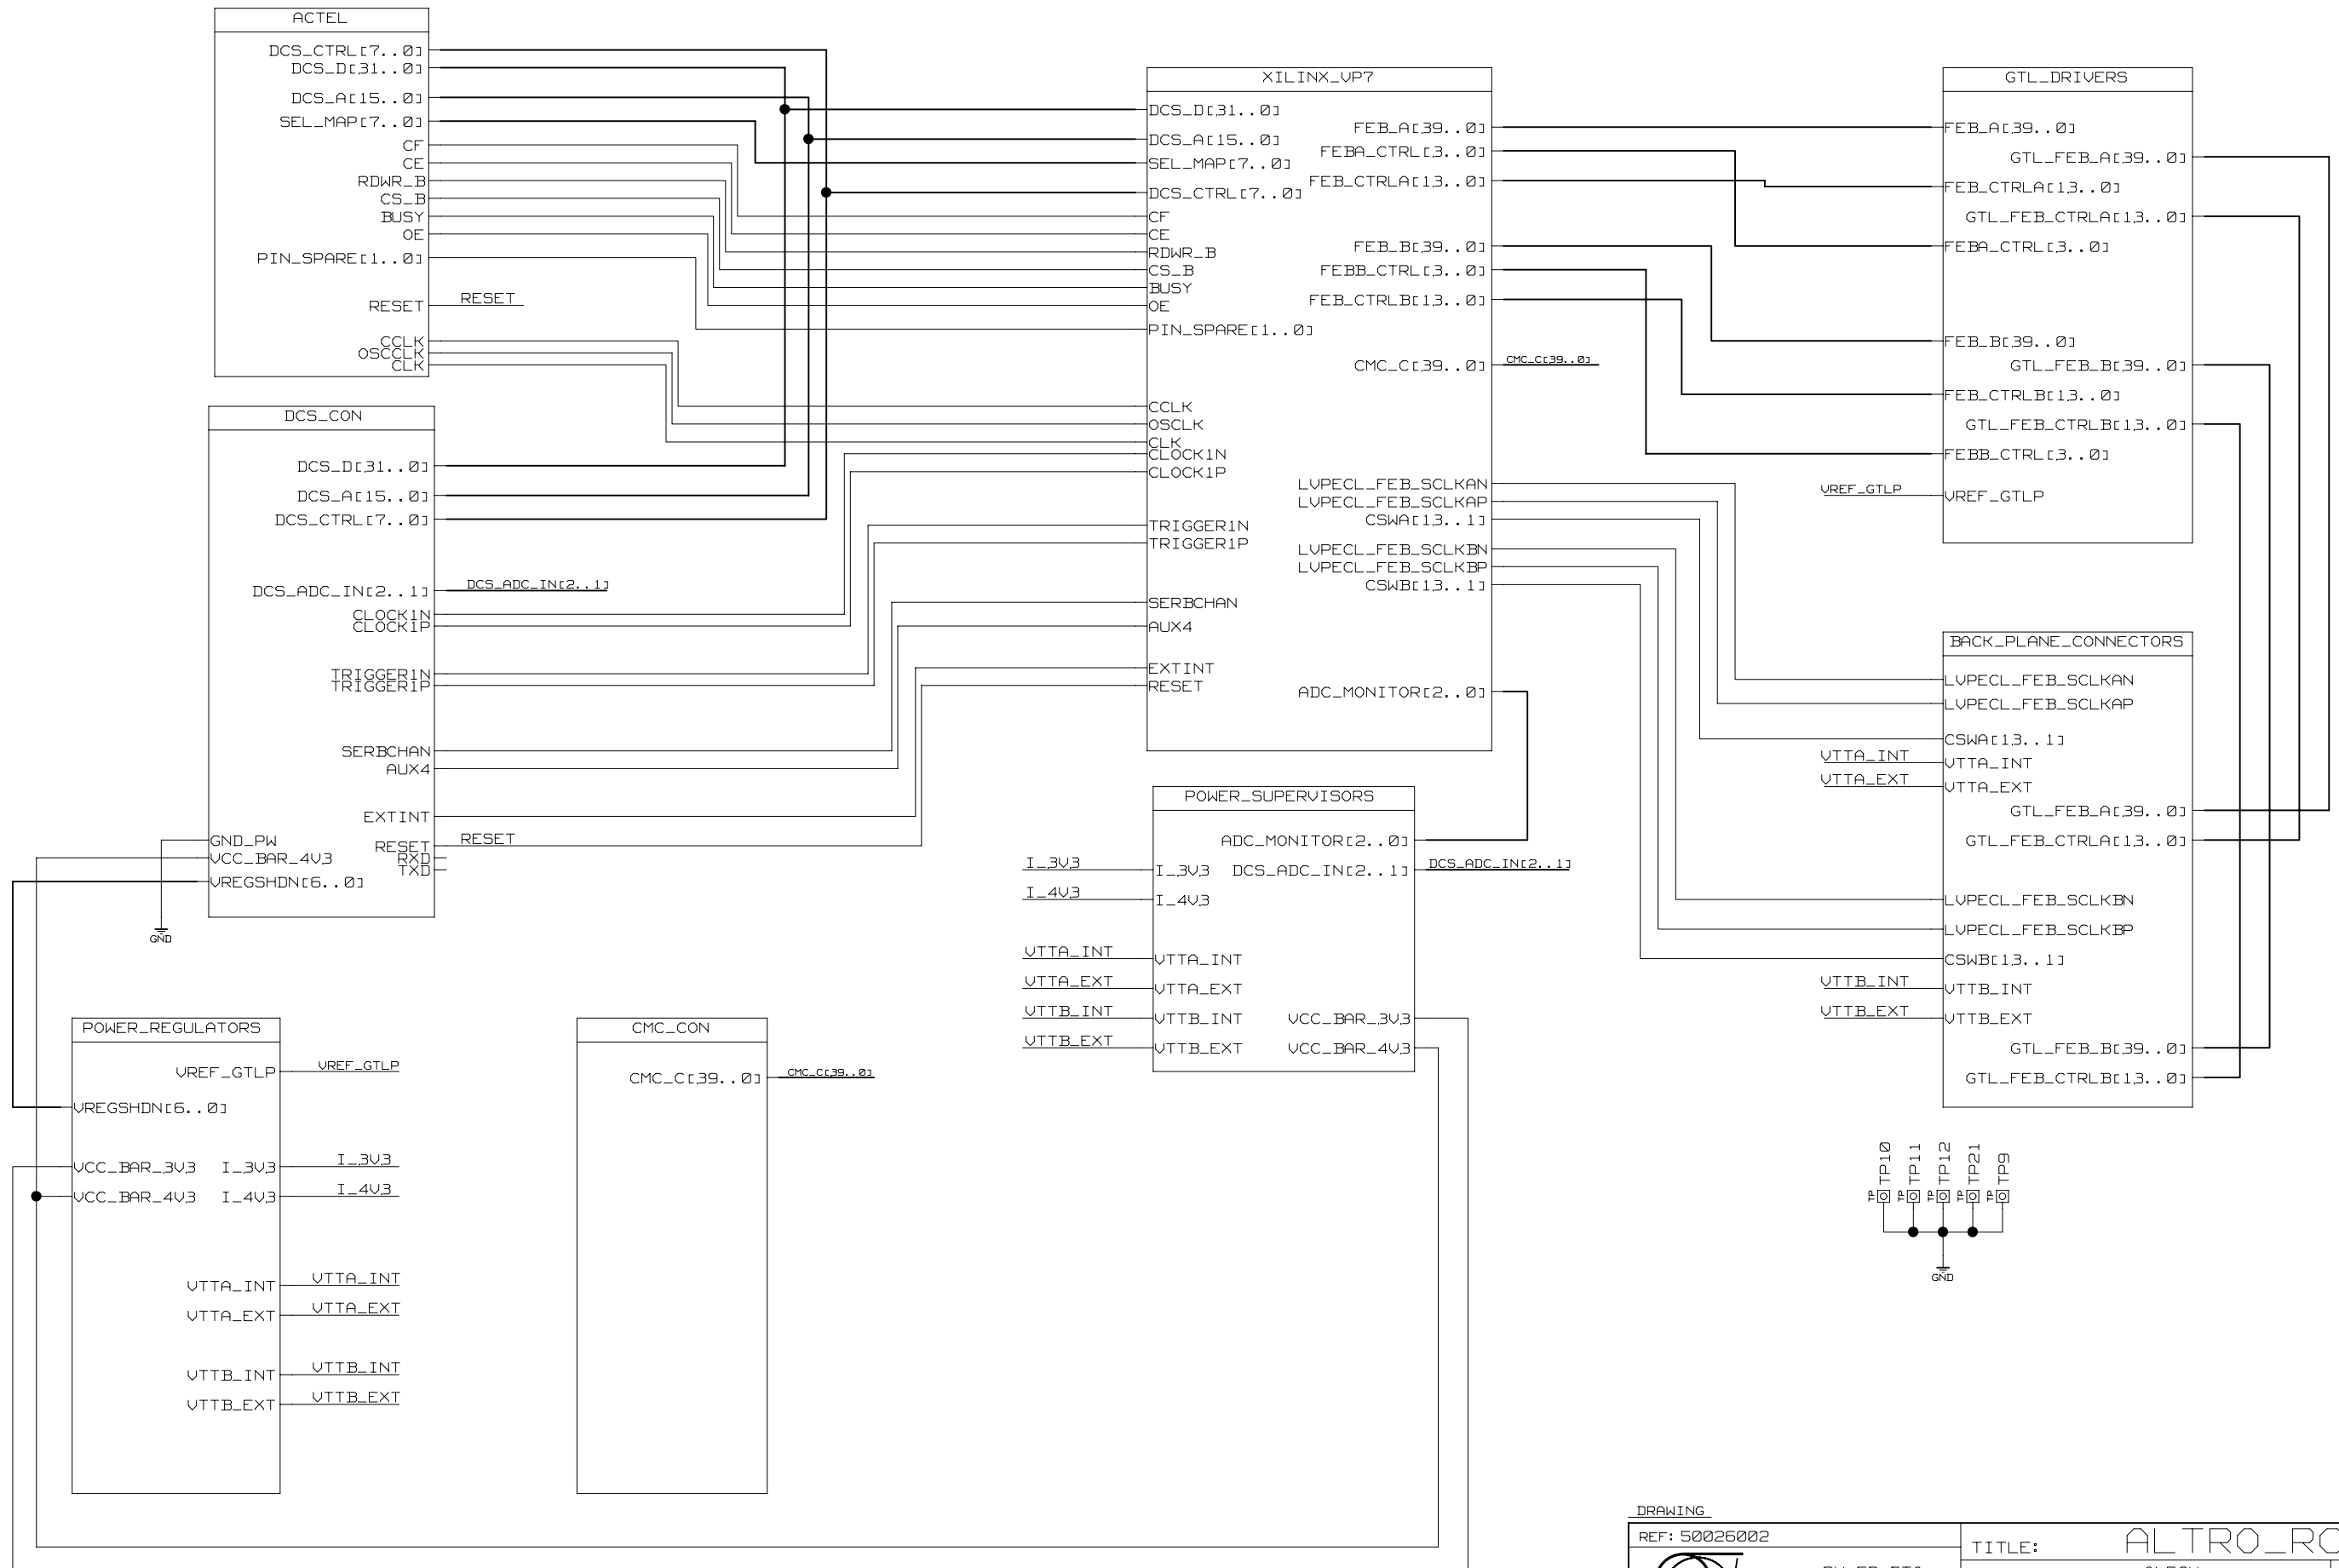 ACTEL
DCS_CTRL[7..0]
DCS_D[31..0]
DCS_A[15..0]
SEL_MAP[7..0]
CF
CE
RDWR_B
CS_B
BUSY
OE
PIN_SPARE[1..0]
RESET
RESET
CCLK
OSCCLK
CLK
DCS_CON
DCS_D[31..0]
DCS_A[15..0]
DCS_CTRL[7..0]
DCS_ADC_IN[2..1]
DCS_ADC_IN[2..1]
CLOCK1N
CLOCK1P
TRIGGER1N
TRIGGER1P
SERBCHAN
AUX4
EXTINT
GND_PW
RESET
RESET
VCC_BAR_4V3
RXD
TXD
VREGSHDN[6..0]
GND
POWER_REGULATORS
VREF_GTLP
VREF_GTLP
VREGSHDN[6..0]
VCC_BAR_3V3
I_3V3
I_3V3
VCC_BAR_4V3
I_4V3
I_4V3
VTTA_INT
VTTA_INT
VTTA_EXT
VTTA_EXT
VTTB_INT
VTTB_INT
VTTB_EXT
VTTB_EXT
CMC_CON
CMC_C[39..0]
CMC_C[39..0]
XILINX_VP7
DCS_D[31..0]
FEB_A[39..0]
DCS_A[15..0]
FEBA_CTRL[3..0]
SEL_MAP[7..0]
FEB_CTRLA[13..0]
DCS_CTRL[7..0]
CF
CE
FEB_B[39..0]
RDWR_B
CS_B
FEBB_CTRL[3..0]
BUSY
OE
FEB_CTRLB[13..0]
PIN_SPARE[1..0]
CMC_C[39..0]
CMC_C[39..0]
CCLK
OSCLK
CLK
CLOCK1N
CLOCK1P
LVPECL_FEB_SCLKAN
LVPECL_FEB_SCLKAP
CSWA[13..1]
TRIGGER1N
TRIGGER1P
LVPECL_FEB_SCLKBN
LVPECL_FEB_SCLKBP
CSWB[13..1]
SERBCHAN
AUX4
EXTINT
RESET
ADC_MONITOR[2..0]
POWER_SUPERVISORS
ADC_MONITOR[2..0]
I_3V3
I_3V3
DCS_ADC_IN[2..1]
DCS_ADC_IN[2..1]
I_4V3
I_4V3
VTTA_INT
VTTA_INT
VTTA_EXT
VTTA_EXT
VTTB_INT
VTTB_INT
VCC_BAR_3V3
VTTB_EXT
VTTB_EXT
VCC_BAR_4V3
GTL_DRIVERS
FEB_A[39..0]
GTL_FEB_A[39..0]
FEB_CTRLA[13..0]
GTL_FEB_CTRLA[13..0]
FEBA_CTRL[3..0]
FEB_B[39..0]
GTL_FEB_B[39..0]
FEB_CTRLB[13..0]
GTL_FEB_CTRLB[13..0]
FEBB_CTRL[3..0]
VREF_GTLP
VREF_GTLP
BACK_PLANE_CONNECTORS
LVPECL_FEB_SCLKAN
LVPECL_FEB_SCLKAP
CSWA[13..1]
VTTA_INT
VTTA_INT
VTTA_EXT
VTTA_EXT
GTL_FEB_A[39..0]
GTL_FEB_CTRLA[13..0]
LVPECL_FEB_SCLKBN
LVPECL_FEB_SCLKBP
CSWB[13..1]
VTTB_INT
VTTB_INT
VTTB_EXT
VTTB_EXT
GTL_FEB_B[39..0]
GTL_FEB_CTRLB[13..0]
TP TP10
TP TP11
TP TP12
TP TP21
TP TP9
GND
DRAWING
REF: 50026002
TITLE: ALTRO_RC